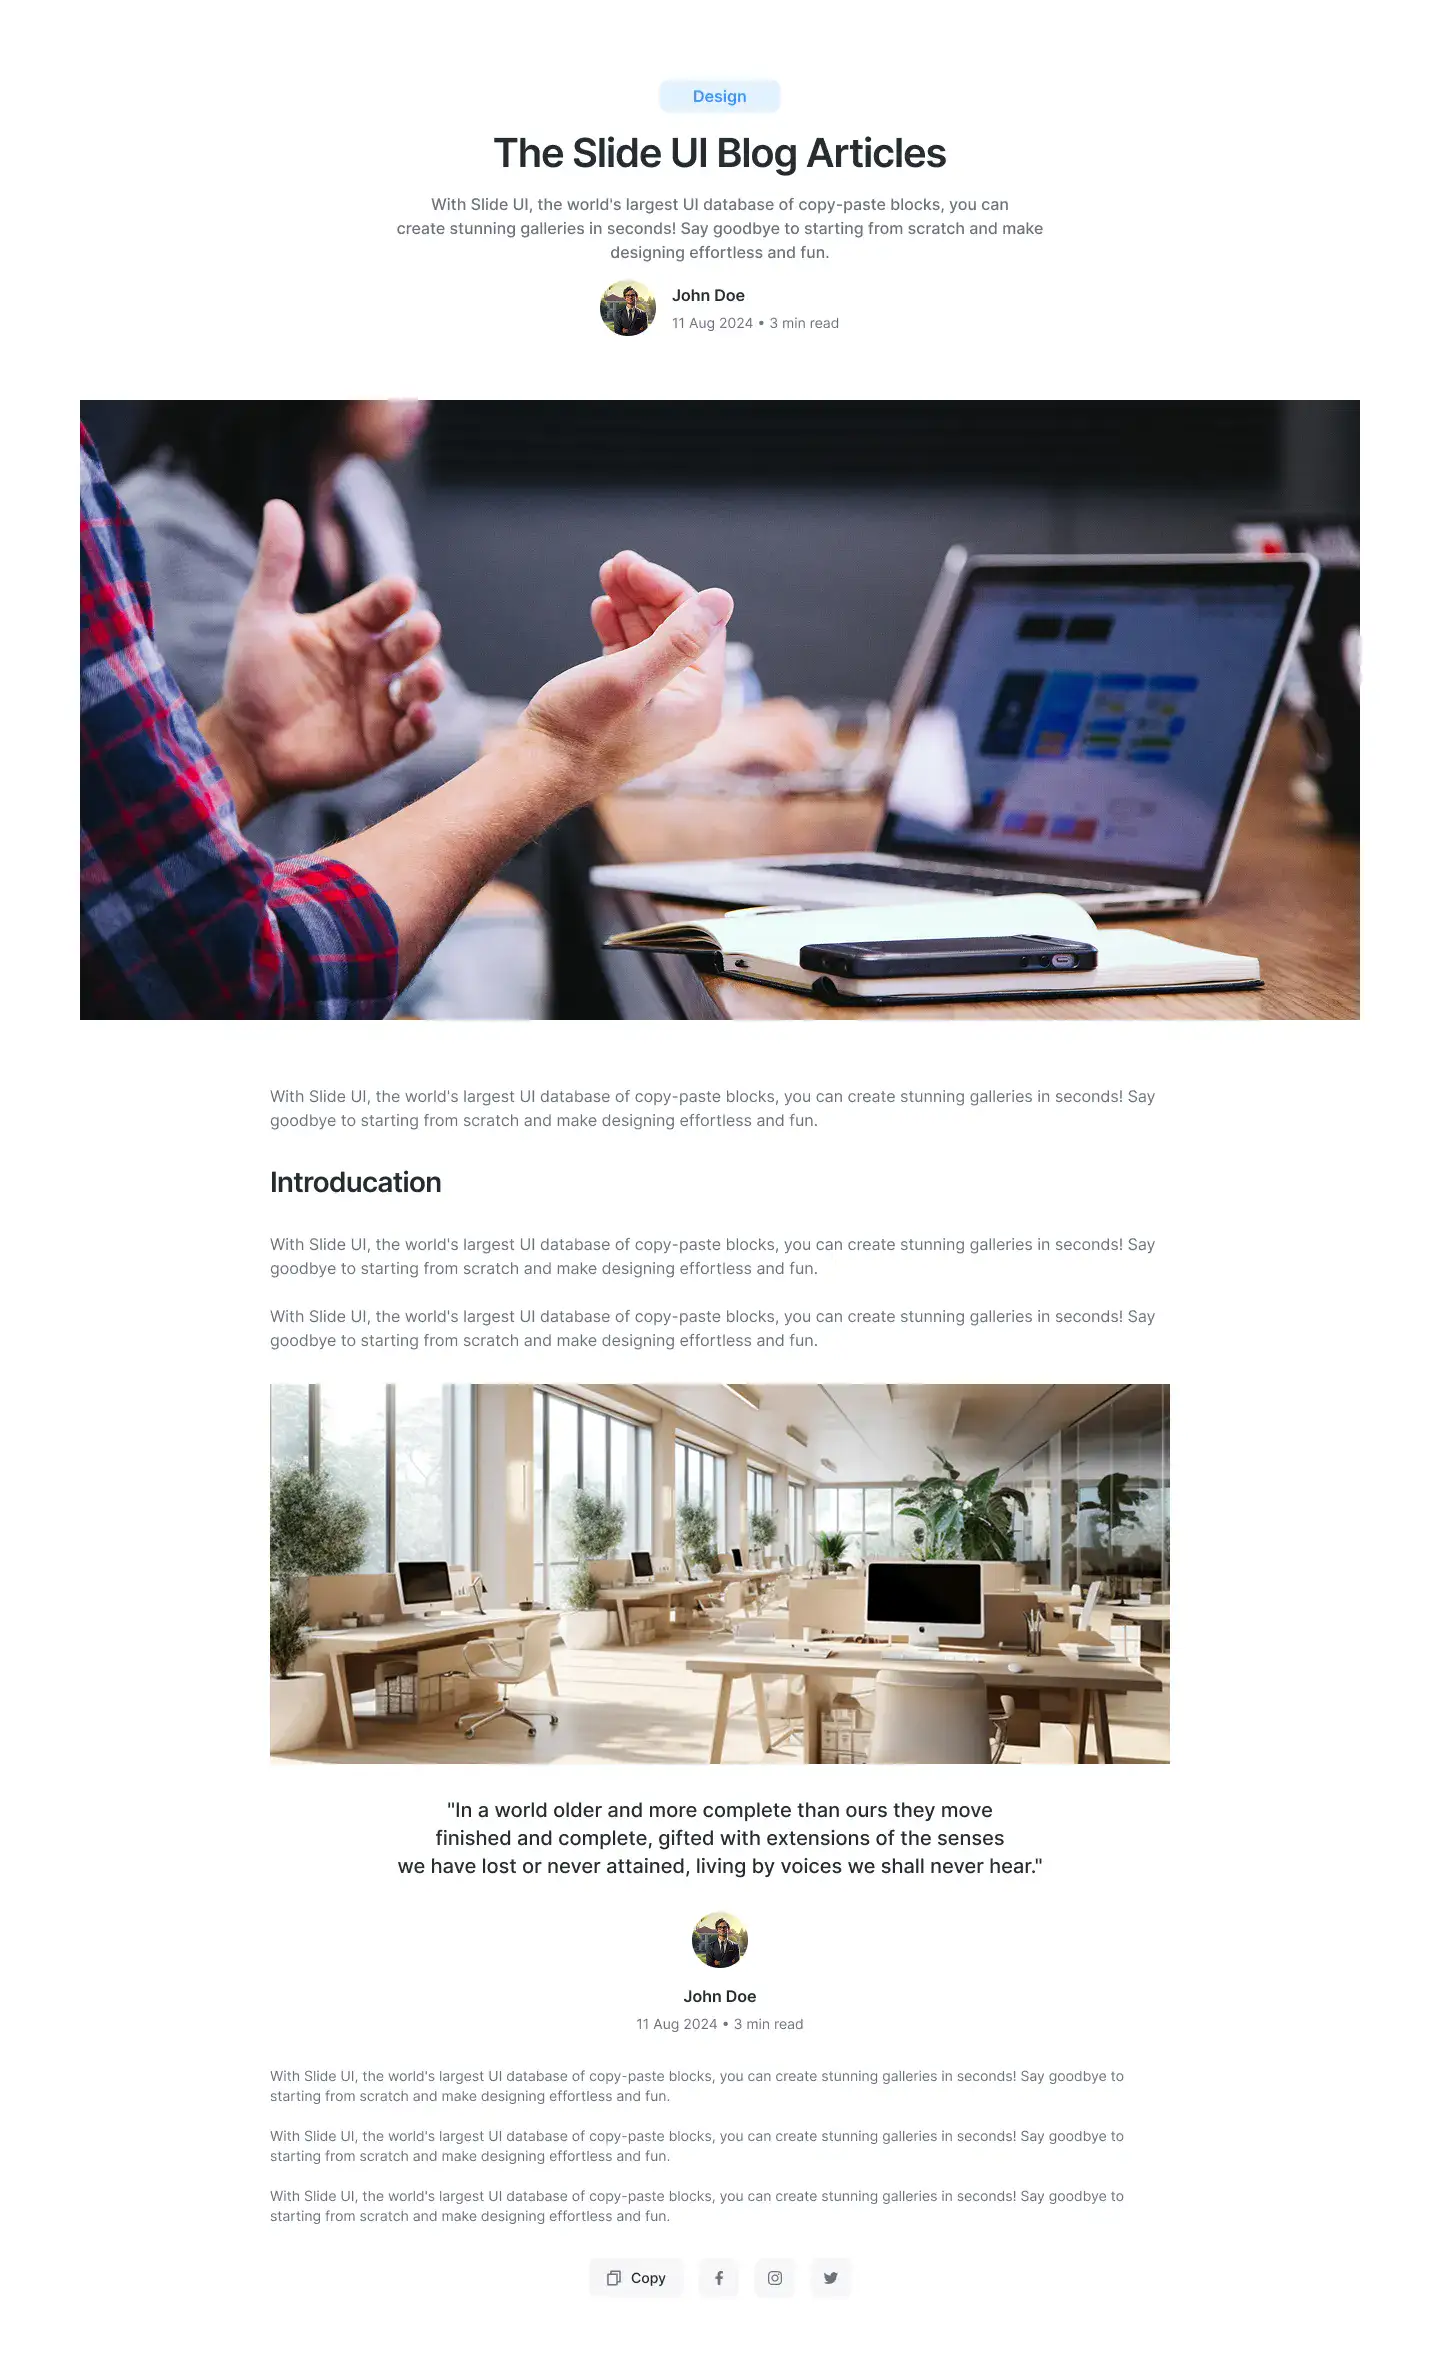 Design
The Slide UI Blog Articles
With Slide UI, the world's largest UI database of copy-paste blocks, you can
create stunning galleries in seconds! Say goodbye to starting from scratch and make
designing effortless and fun.
John Doe
11 Aug 2024 • 3 min read
With Slide UI, the world's largest UI database of copy-paste blocks, you can create stunning galleries in seconds! Say
goodbye to starting from scratch and make designing effortless and fun.
Introducation
With Slide UI, the world's largest UI database of copy-paste blocks, you can create stunning galleries in seconds! Say
goodbye to starting from scratch and make designing effortless and fun.
With Slide UI, the world's largest UI database of copy-paste blocks, you can create stunning galleries in seconds! Say
goodbye to starting from scratch and make designing effortless and fun.
"In a world older and more complete than ours they move
finished and complete, gifted with extensions of the senses
we have lost or never attained, living by voices we shall never hear."
John Doe
11 Aug 2024 • 3 min read
With Slide UI, the world's largest UI database of copy-paste blocks, you can create stunning galleries in seconds! Say goodbye to
starting from scratch and make designing effortless and fun.
With Slide UI, the world's largest UI database of copy-paste blocks, you can create stunning galleries in seconds! Say goodbye to
starting from scratch and make designing effortless and fun.
With Slide UI, the world's largest UI database of copy-paste blocks, you can create stunning galleries in seconds! Say goodbye to
starting from scratch and make designing effortless and fun.
Copy